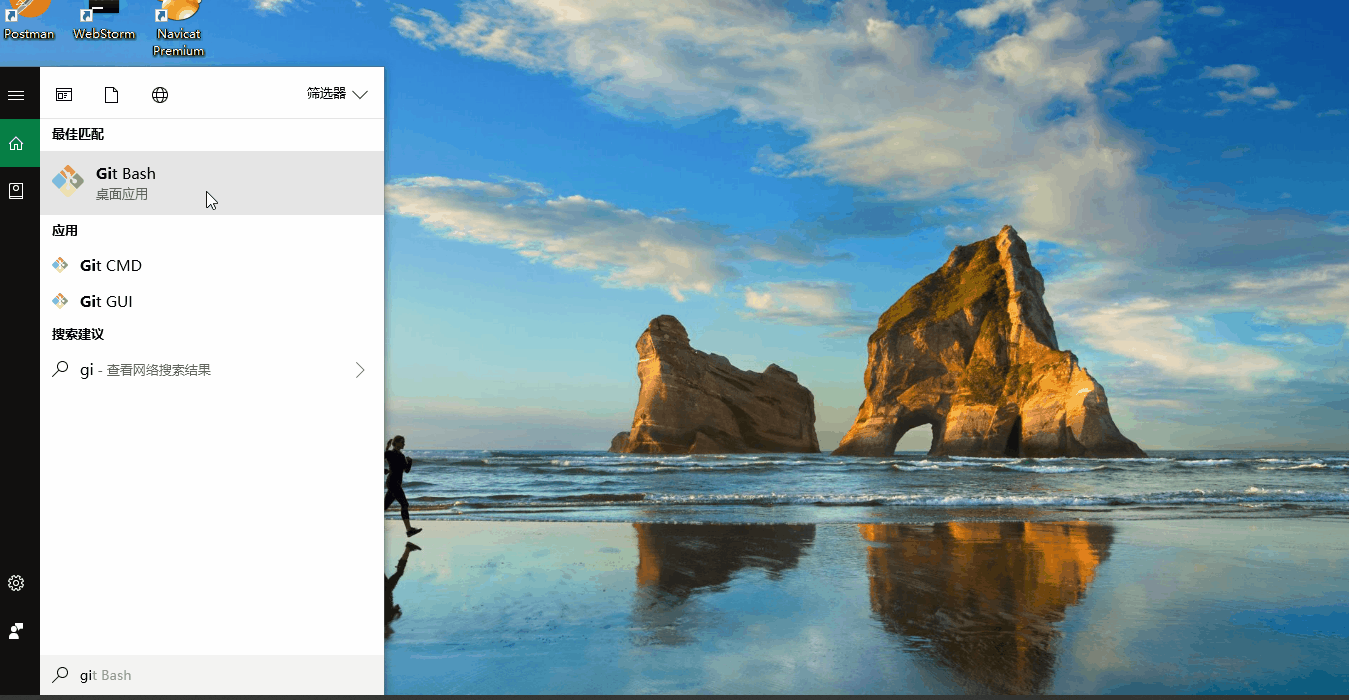 Postman
WebStorm
Navicat
Premium
筛选器
最佳匹配
Git Bash
桌面应用
应用
Git CMD
Git GUI
搜索建议
gi - 查看网络搜索结果
git Bash